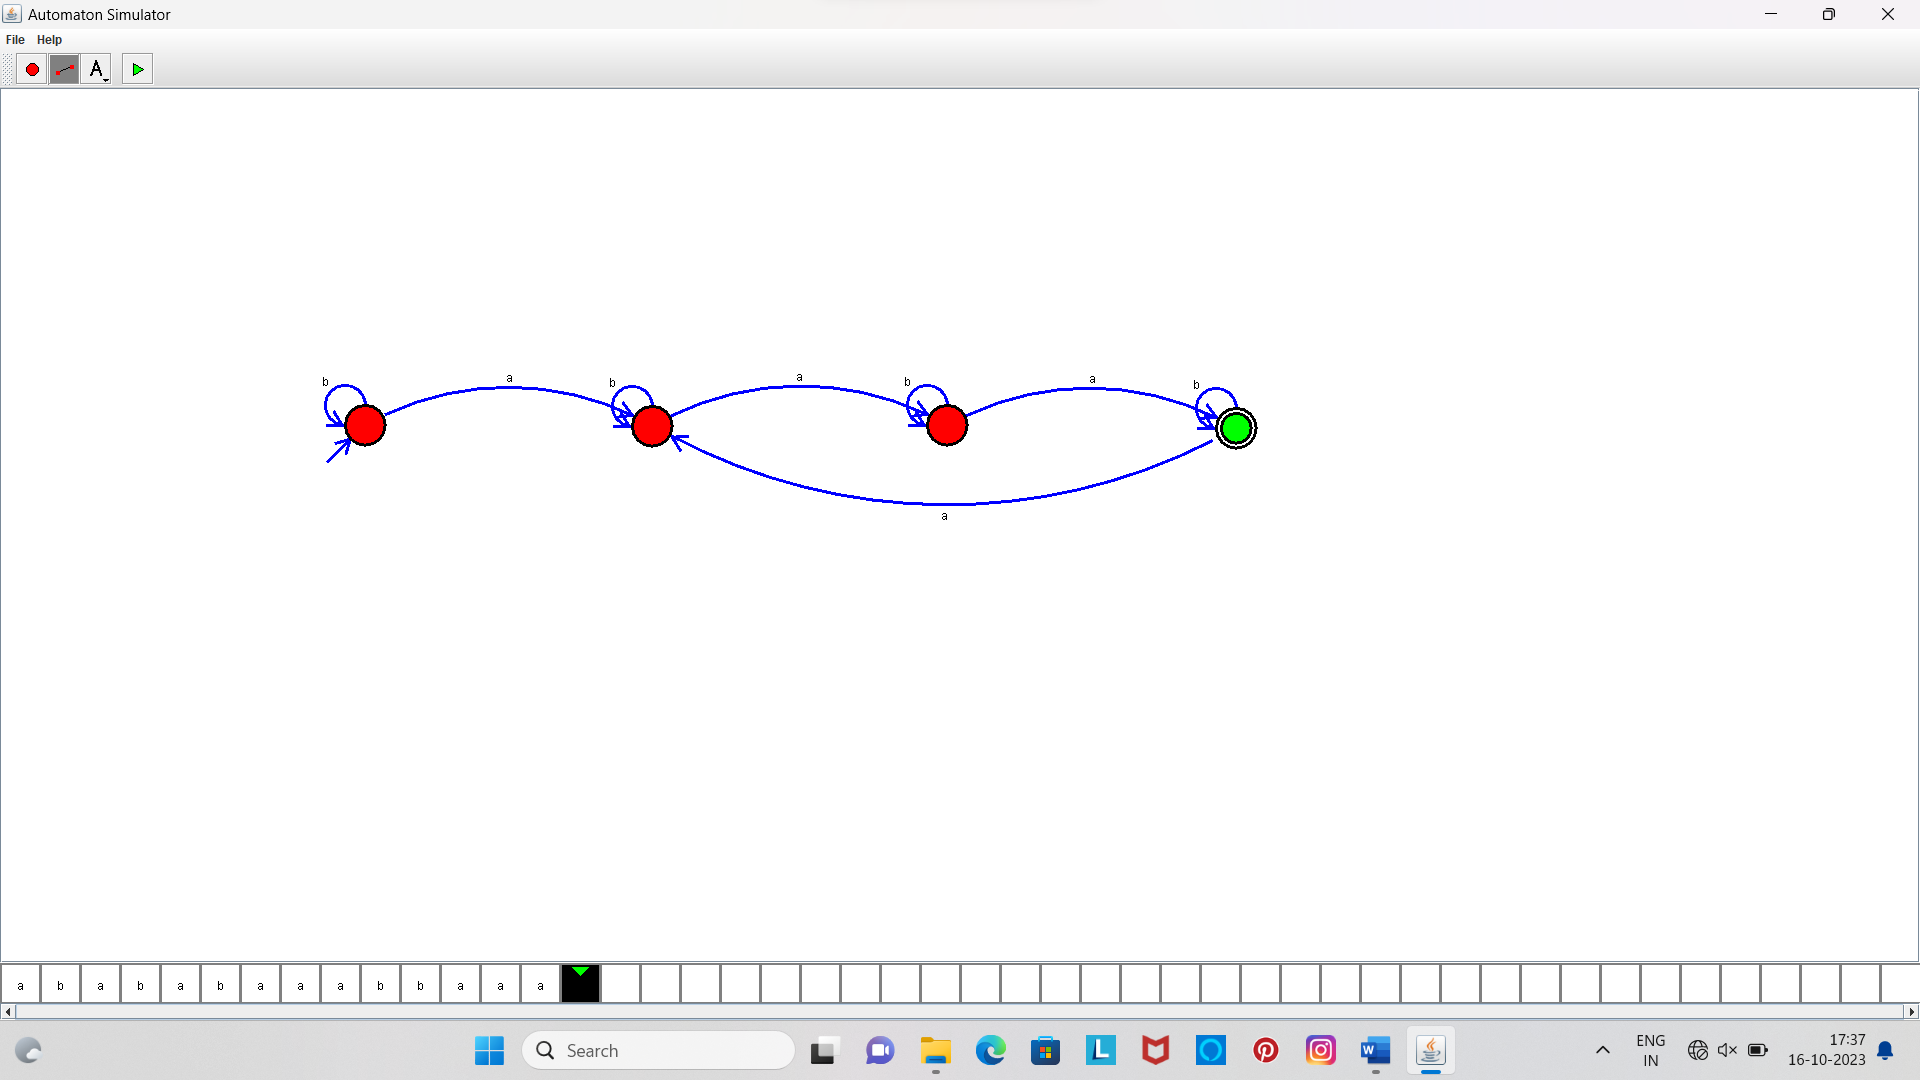 Automaton Simulator
File Help
A
b a b a b a b
a
a b a b a b a a a b b a a a
Search
L
W
ENG
IN
17:37
16-10-2023